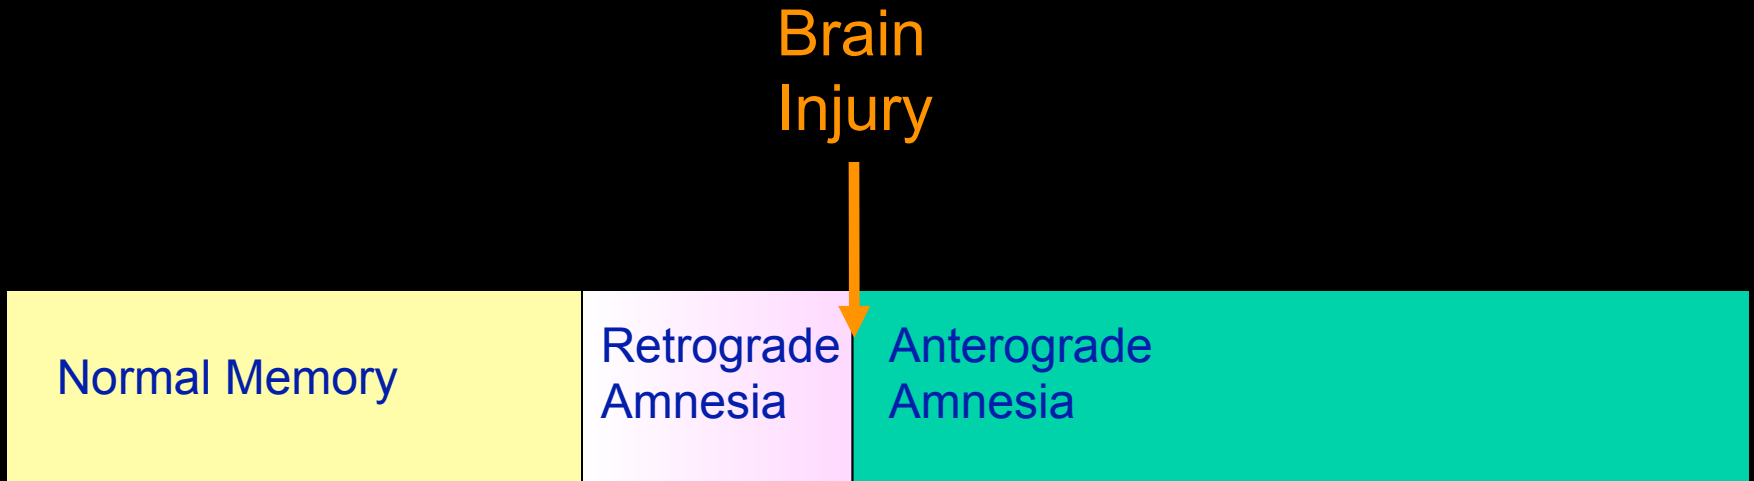 Brain
Injury
Normal Memory
Retrograde
Amnesia
Anterograde
Amnesia